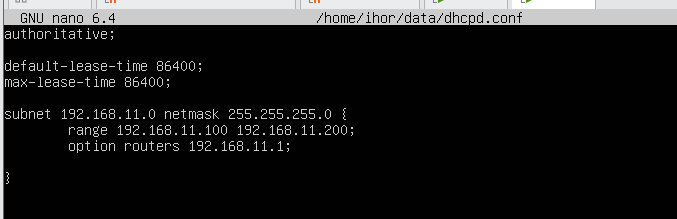 GNU nano 6.4 /home/ihor/data/dhcpd.conf
authoritative;
default-lease-time 86400;
max-lease-time 86400;
subnet 192.168.11.0 netmask 255.255.255.0 {
range 192.168.11.100 192.168.11.200;
option routers 192.168.11.1;
}